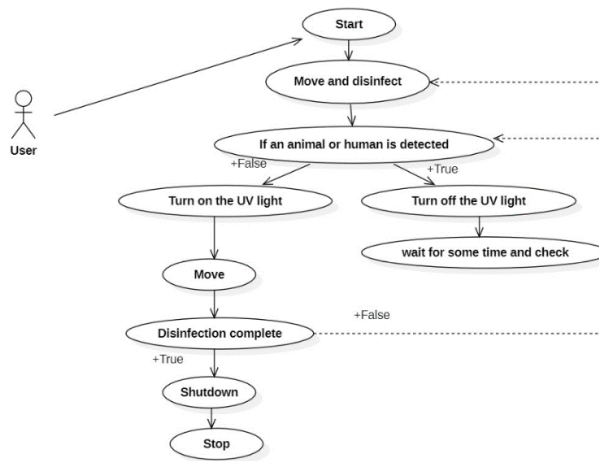 Start
Move and disinfect
User
If an animal or human is detected
+False
+True
Turn on the UV light
Turn off the UV light
wait for some time and check
Move
+False
Disinfection complete
+True
Shutdown
Stop